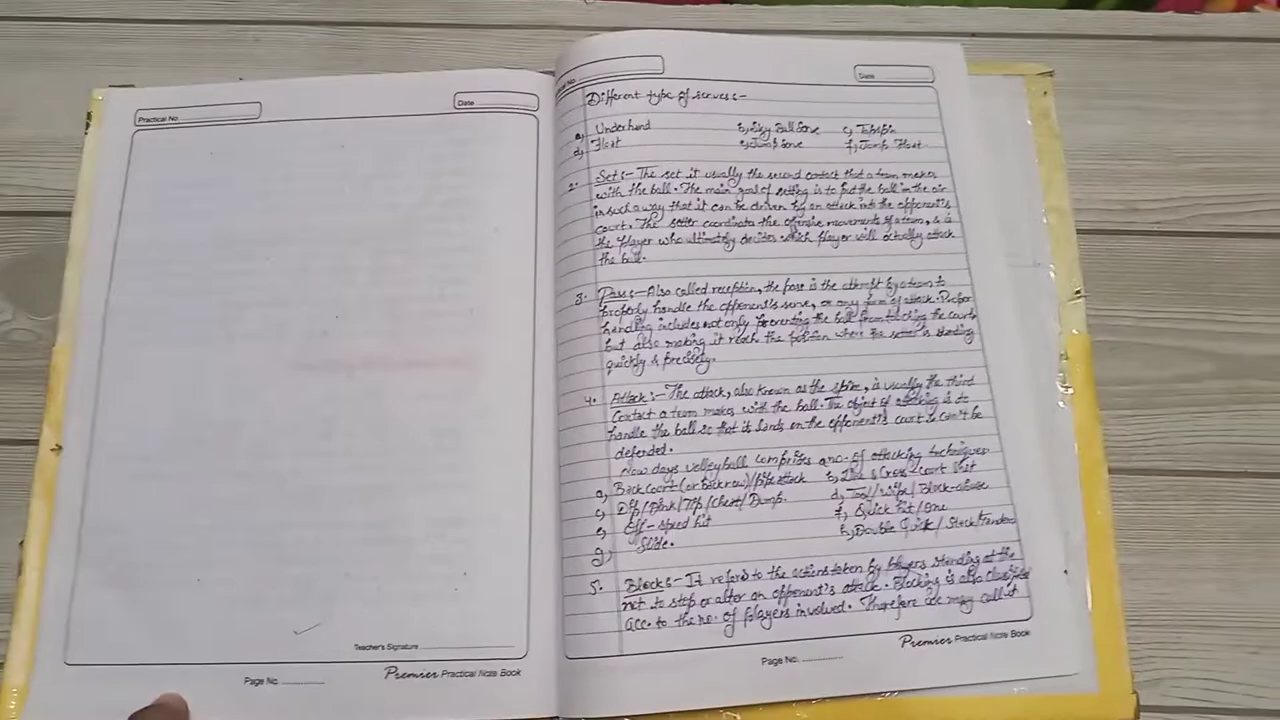 Practical No.
Date
Teacher's Signature
Page No.
Premier Practical Note Book
al No.
Date
Different type of serves:-
a, Underhand b, Sky Ball Serve c, Topspin
d, Float e, Jump Serve f, Jump Float
2. Set:- The set it usually the second contact that a team makes
with the ball. The main goal of setting is to put the ball in the air
in such a way that it can be driven by an attack into the opponent's
court. The setter coordinate the offensive movements of a team, & is
the player who ultimately decides which player will actually attack
the ball.
3. Pass:- Also called reception, the pass is the attempt by a team to
properly handle the opponent's serve, or any form of attack. Proper
handling includes not only preventing the ball from touching the court
but also making it reach the position where the setter is standing
quickly & precisely.
4. Attack:- The attack, also known as the spike, is usually the third
contact a team makes with the ball. The object of attacking is to
handle the ball so that it lands on the opponent's court & can't be
defended.
Now days volleyball comprises a no. of attacking techniques
a, Backcourt (or backrow)/pipe attack b, Line & Cross-court Shot
c, Dip/Dink/Tip/Cheat/Dump. d, Tool/Wipe/Block-abuse
e, Off-speed hit f, Quick hit/One
g, Slide. h, Double Quick/Stack/Tandem
5. Block:- It refers to the actions taken by players standing at the
net to stop or alter an opponent's attack. Blocking is also classified
acc. to the no. of players involved. Therefore we may call it
Page No.
Premier Practical Note Book